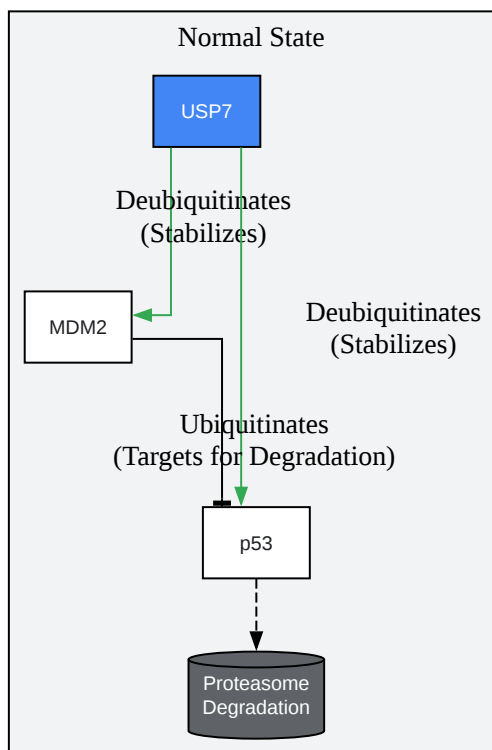 Normal State
USP7
Deubiquitinates
(Stabilizes)
MDM2
Deubiquitinates
(Stabilizes)
Ubiquitinates
(Targets for Degradation)
p53
Proteasome
Degradation